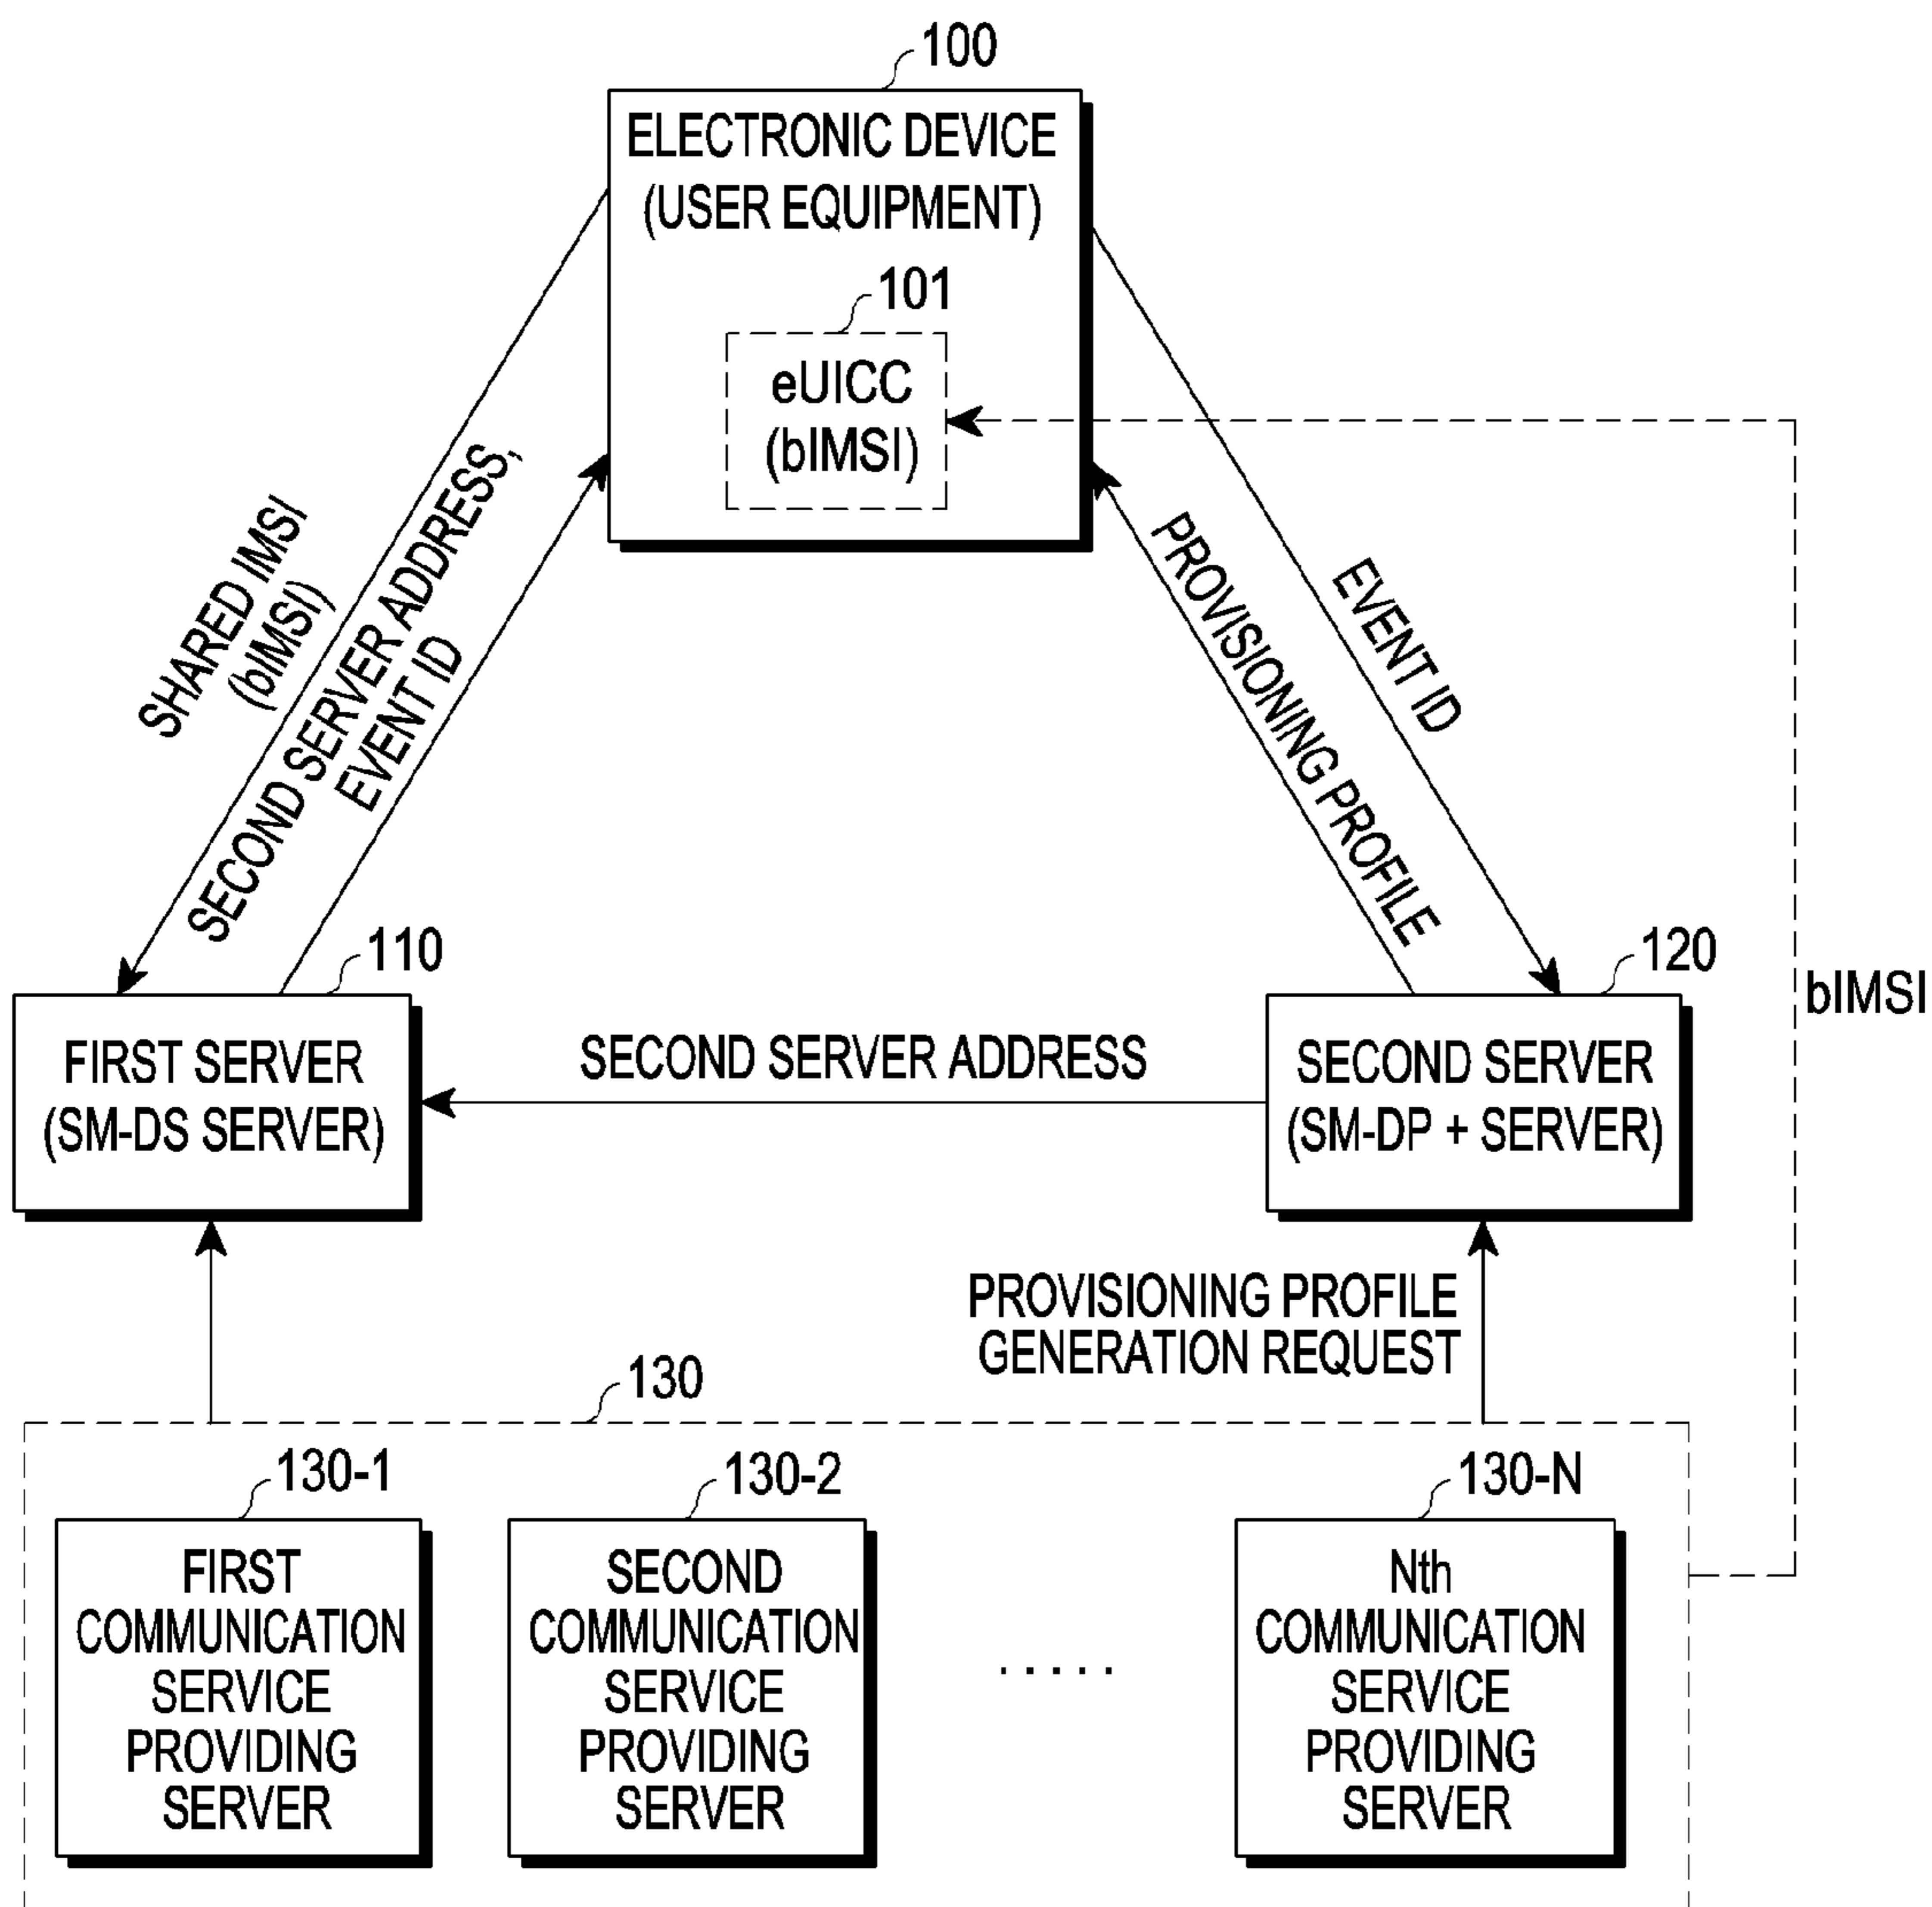 100
ELECTRONIC DEVICE
(USER EQUIPMENT)
101
eUICC
(bIMSI)
SHARED IMSI
(bIMSI)
SECOND SERVER ADDRESS,
EVENT ID
PROVISIONING PROFILE
EVENT ID
bIMSI
110
FIRST SERVER
(SM-DS SERVER)
SECOND SERVER ADDRESS
120
SECOND SERVER
(SM-DP + SERVER)
PROVISIONING PROFILE
GENERATION REQUEST
130
130-1
FIRST
COMMUNICATION
SERVICE
PROVIDING
SERVER
130-2
SECOND
COMMUNICATION
SERVICE
PROVIDING
SERVER
.....
130-N
Nth
COMMUNICATION
SERVICE
PROVIDING
SERVER